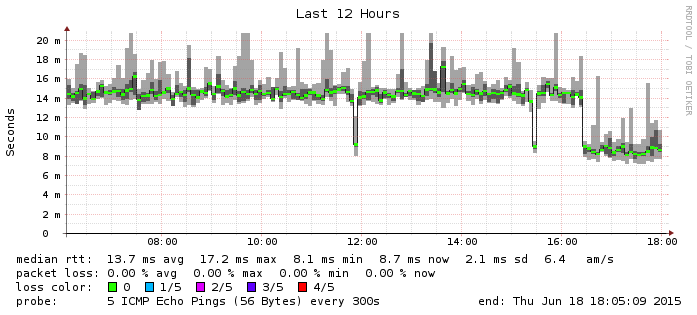 Last 12 Hours
RRDTOOL / TOBI OETIKER
Seconds
20 m
18 m
16 m
14 m
12 m
10 m
8 m
6 m
4 m
2 m
0
08:00 10:00 12:00 14:00 16:00 18:00
median rtt: 13.7 ms avg 17.2 ms max 8.1 ms min 8.7 ms now 2.1 ms sd 6.4 am/s
packet loss: 0.00 % avg 0.00 % max 0.00 % min 0.00 % now
loss color: 0 1/5 2/5 3/5 4/5
probe: 5 ICMP Echo Pings (56 Bytes) every 300s end: Thu Jun 18 18:05:09 2015